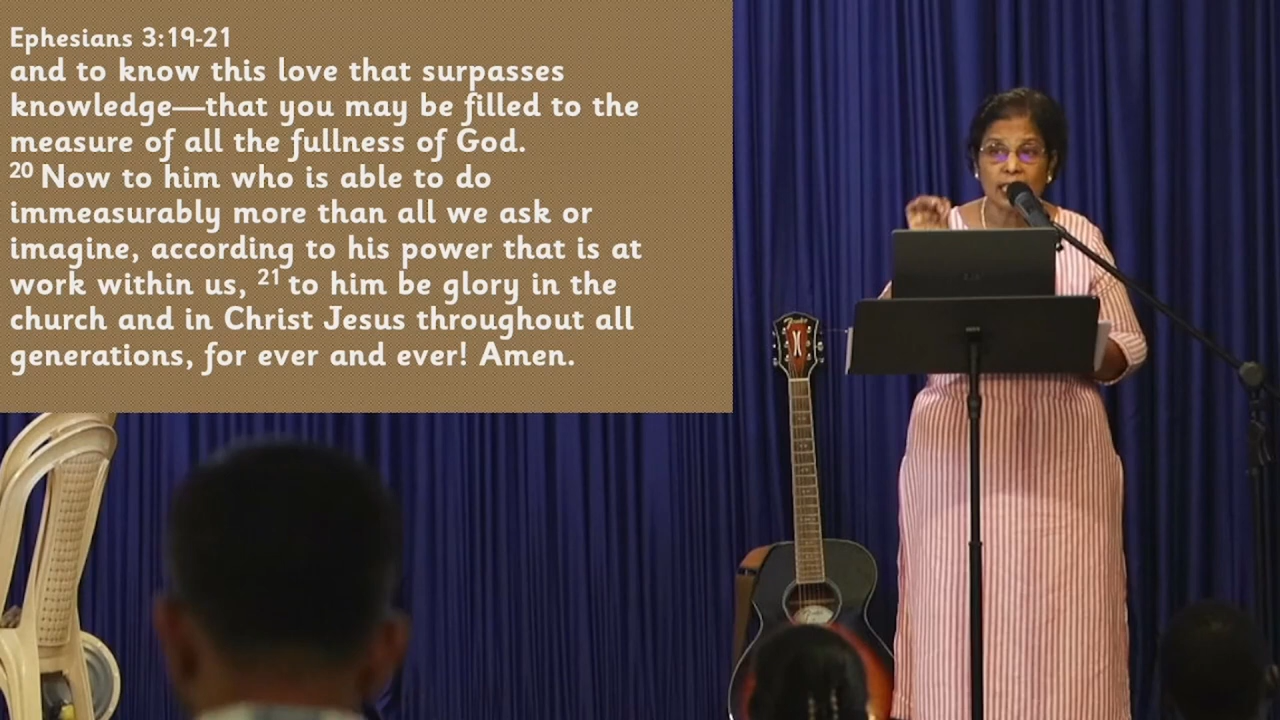 Ephesians 3:19-21
and to know this love that surpasses
knowledge—that you may be filled to the
measure of all the fullness of God.
20 Now to him who is able to do
immeasurably more than all we ask or
imagine, according to his power that is at
work within us, 21 to him be glory in the
church and in Christ Jesus throughout all
generations, for ever and ever! Amen.
Fender